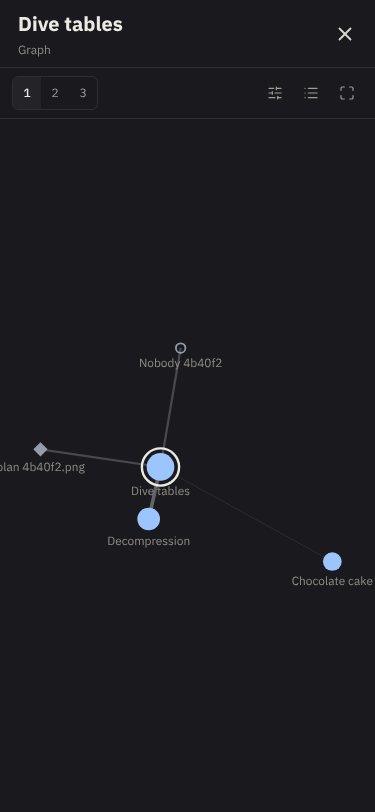 Dive tables
Graph
1 2 3
Nobody 4b40f2
plan 4b40f2.png
Dive tables
Decompression
Chocolate cake